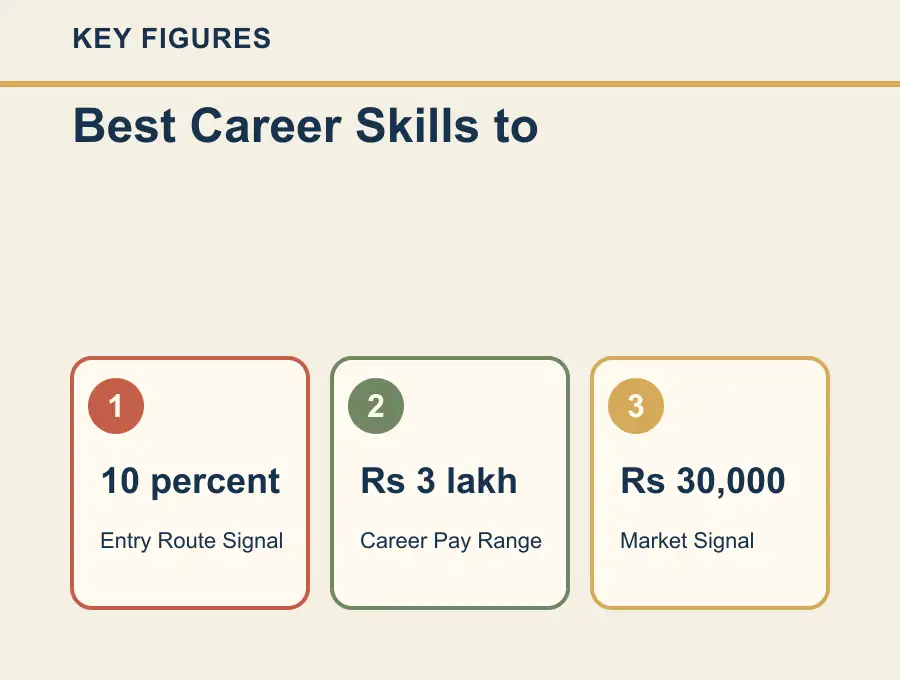 KEY FIGURES
Best Career Skills to
1
10 percent
Entry Route Signal
2
Rs 3 lakh
Career Pay Range
3
Rs 30,000
Market Signal